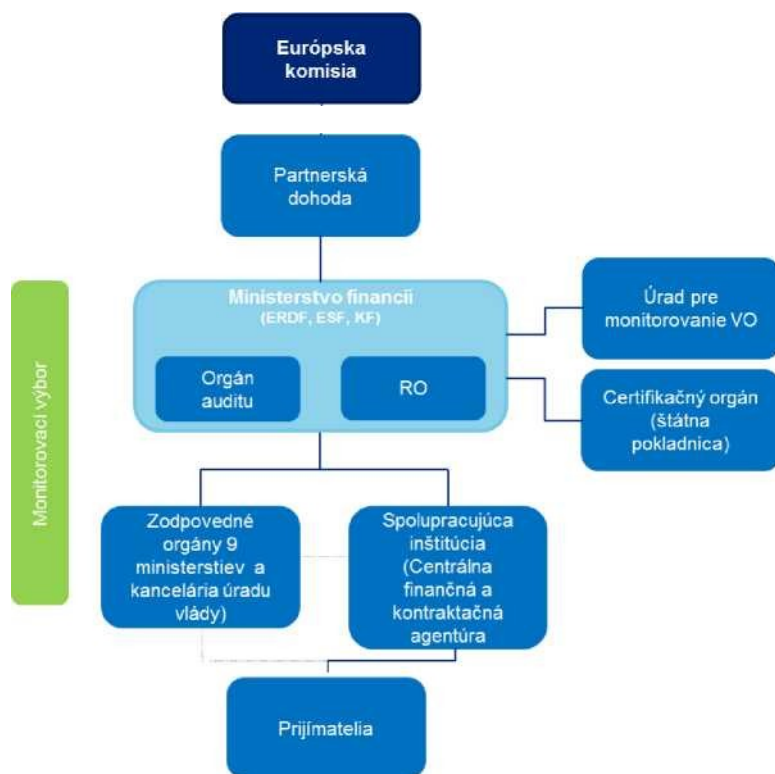 Európska
komisia
Partnerská
dohoda
Ministerstvo financií
(ERDF, ESF, KF)
Orgán
auditu
RO
Úrad pre
monitorovanie VO
Certifikačný orgán
(štátna
pokladnica)
Monitorovací výbor
Zodpovedné
orgány 9
ministerstiev a
kancelária úradu
vlády)
Spolupracujúca
inštitúcia
(Centrálna
finančná a
kontraktačná
agentúra
Prijímatelia